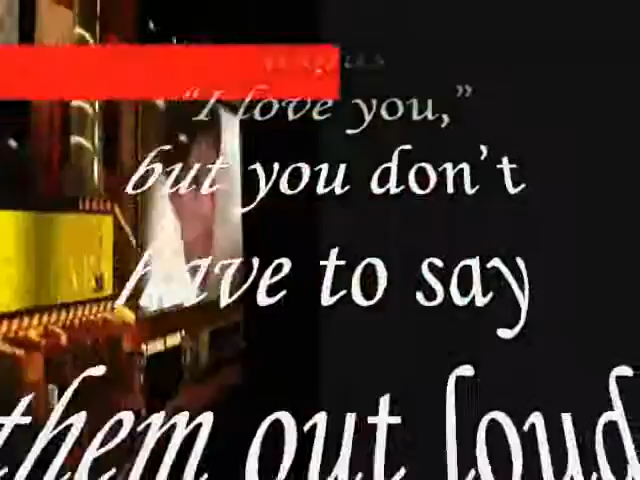 “I love you,”
but you don’t
have to say
them out loud